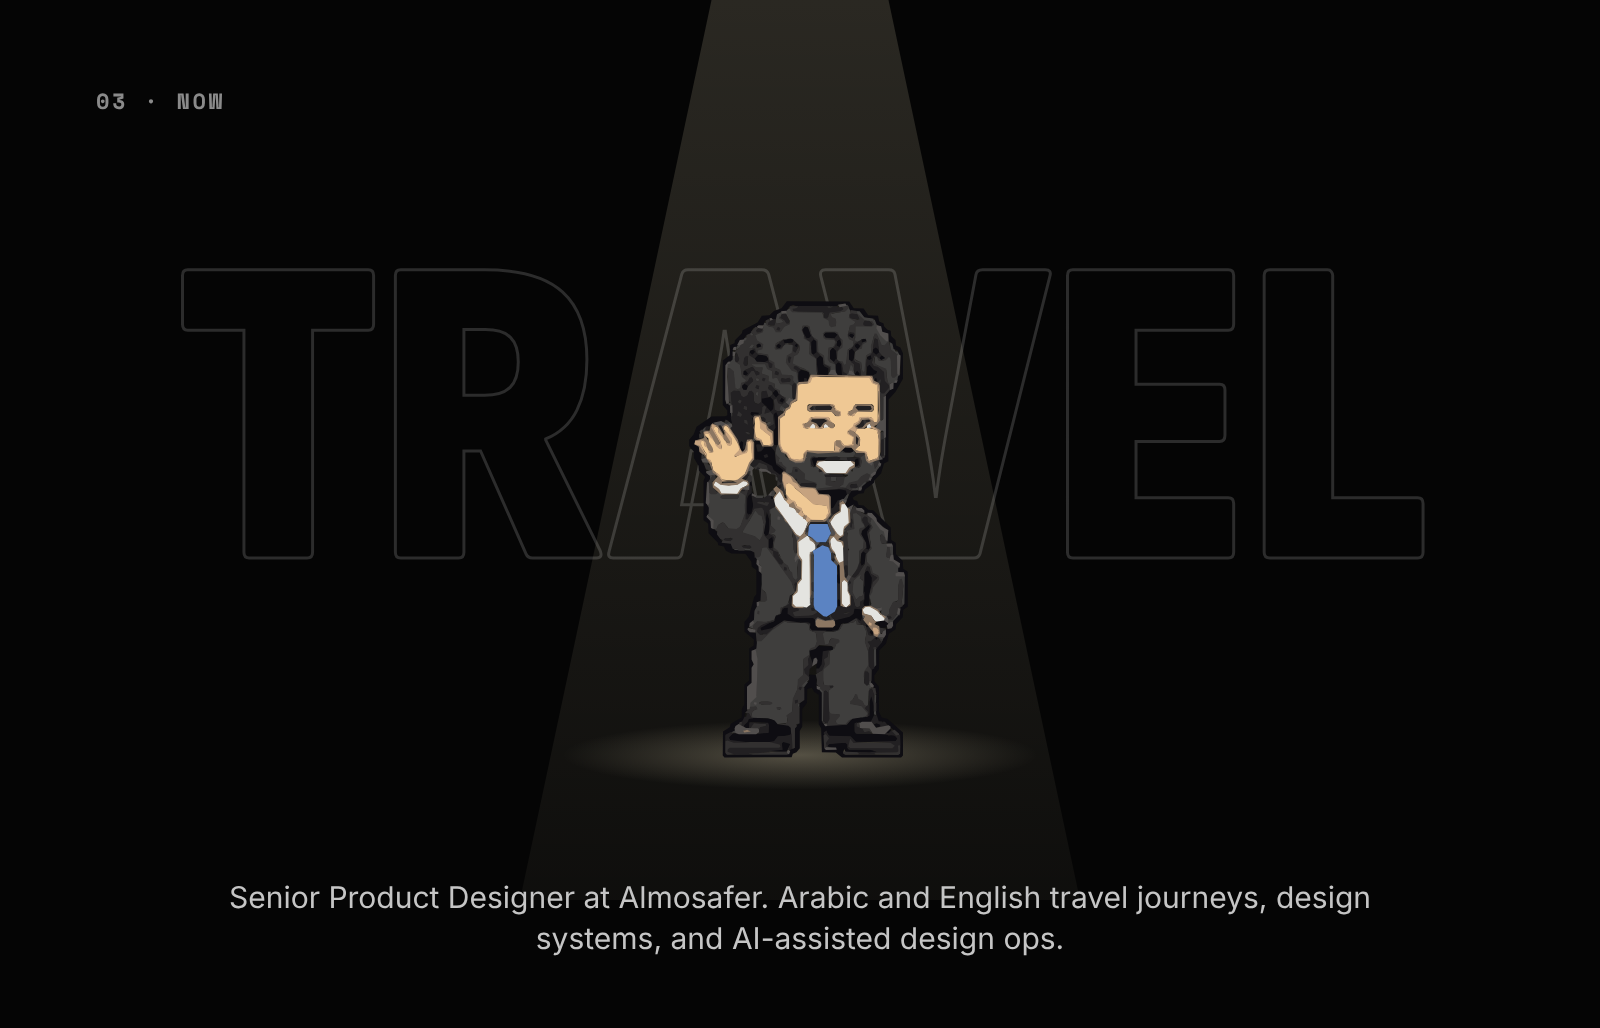 03 · NOW
TRAVEL
Senior Product Designer at Almosafer. Arabic and English travel journeys, design
systems, and AI-assisted design ops.